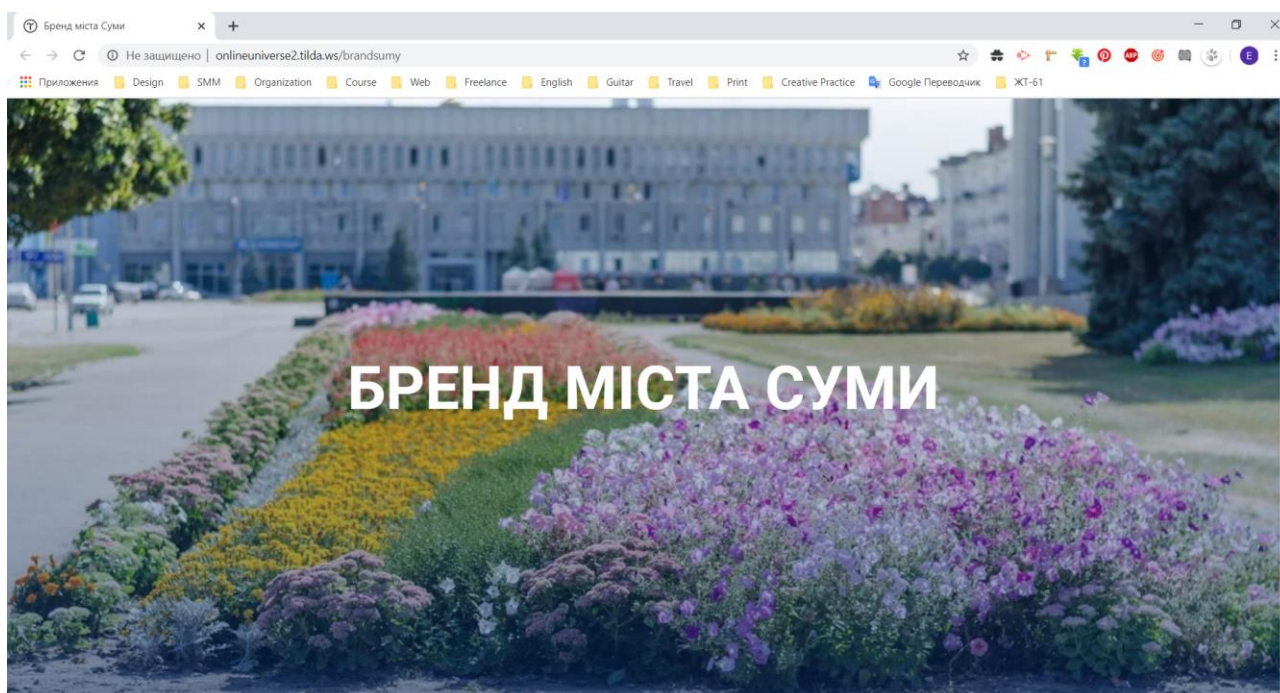 Бренд міста Суми
Не защищено | onlineuniverse2.tilda.ws/brandsumy
ABP
E
Приложения Design SMM Organization Course Web Freelance English Guitar Travel Print Creative Practice Google Переводчик ЖТ-61
БРЕНД МІСТА СУМИ